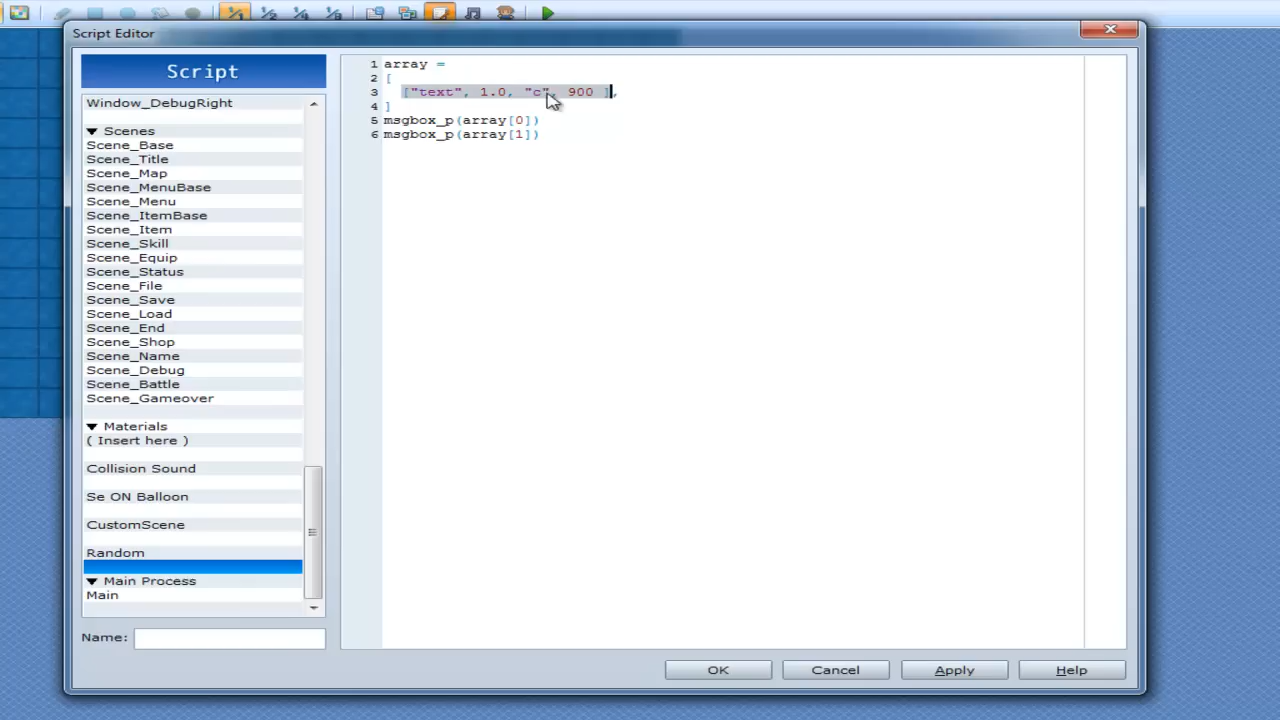 Script Editor
Script
Window_DebugRight
▼ Scenes
Scene_Base
Scene_Title
Scene_Map
Scene_MenuBase
Scene_Menu
Scene_ItemBase
Scene_Item
Scene_Skill
Scene_Equip
Scene_Status
Scene_File
Scene_Save
Scene_Load
Scene_End
Scene_Shop
Scene_Name
Scene_Debug
Scene_Battle
Scene_Gameover
▼ Materials
( Insert here )
Collision Sound
Se ON Balloon
CustomScene
Random
▼ Main Process
Main
Name:
1 array =
2 [
3 ["text", 1.0, "c", 900 ],
4 ]
5 msgbox_p(array[0])
6 msgbox_p(array[1])
OK
Cancel
Apply
Help